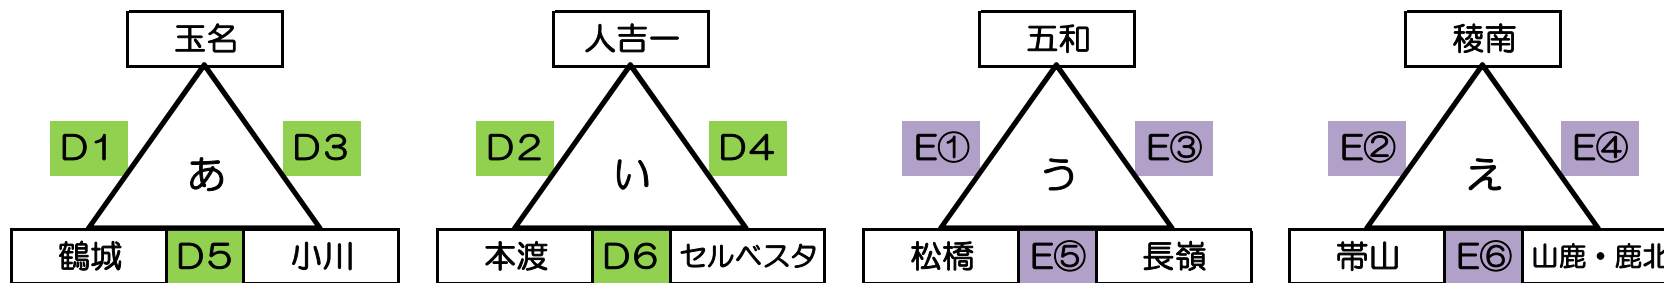 玉名 人吉一 五和 稜南
D1 D3 D2 D4 E① E③ E② E④
あ い う え
鶴城 D5 小川 本渡 D6 セルベスタ 松橋 E⑤ 長嶺 帯山 E⑥ 山鹿・鹿北